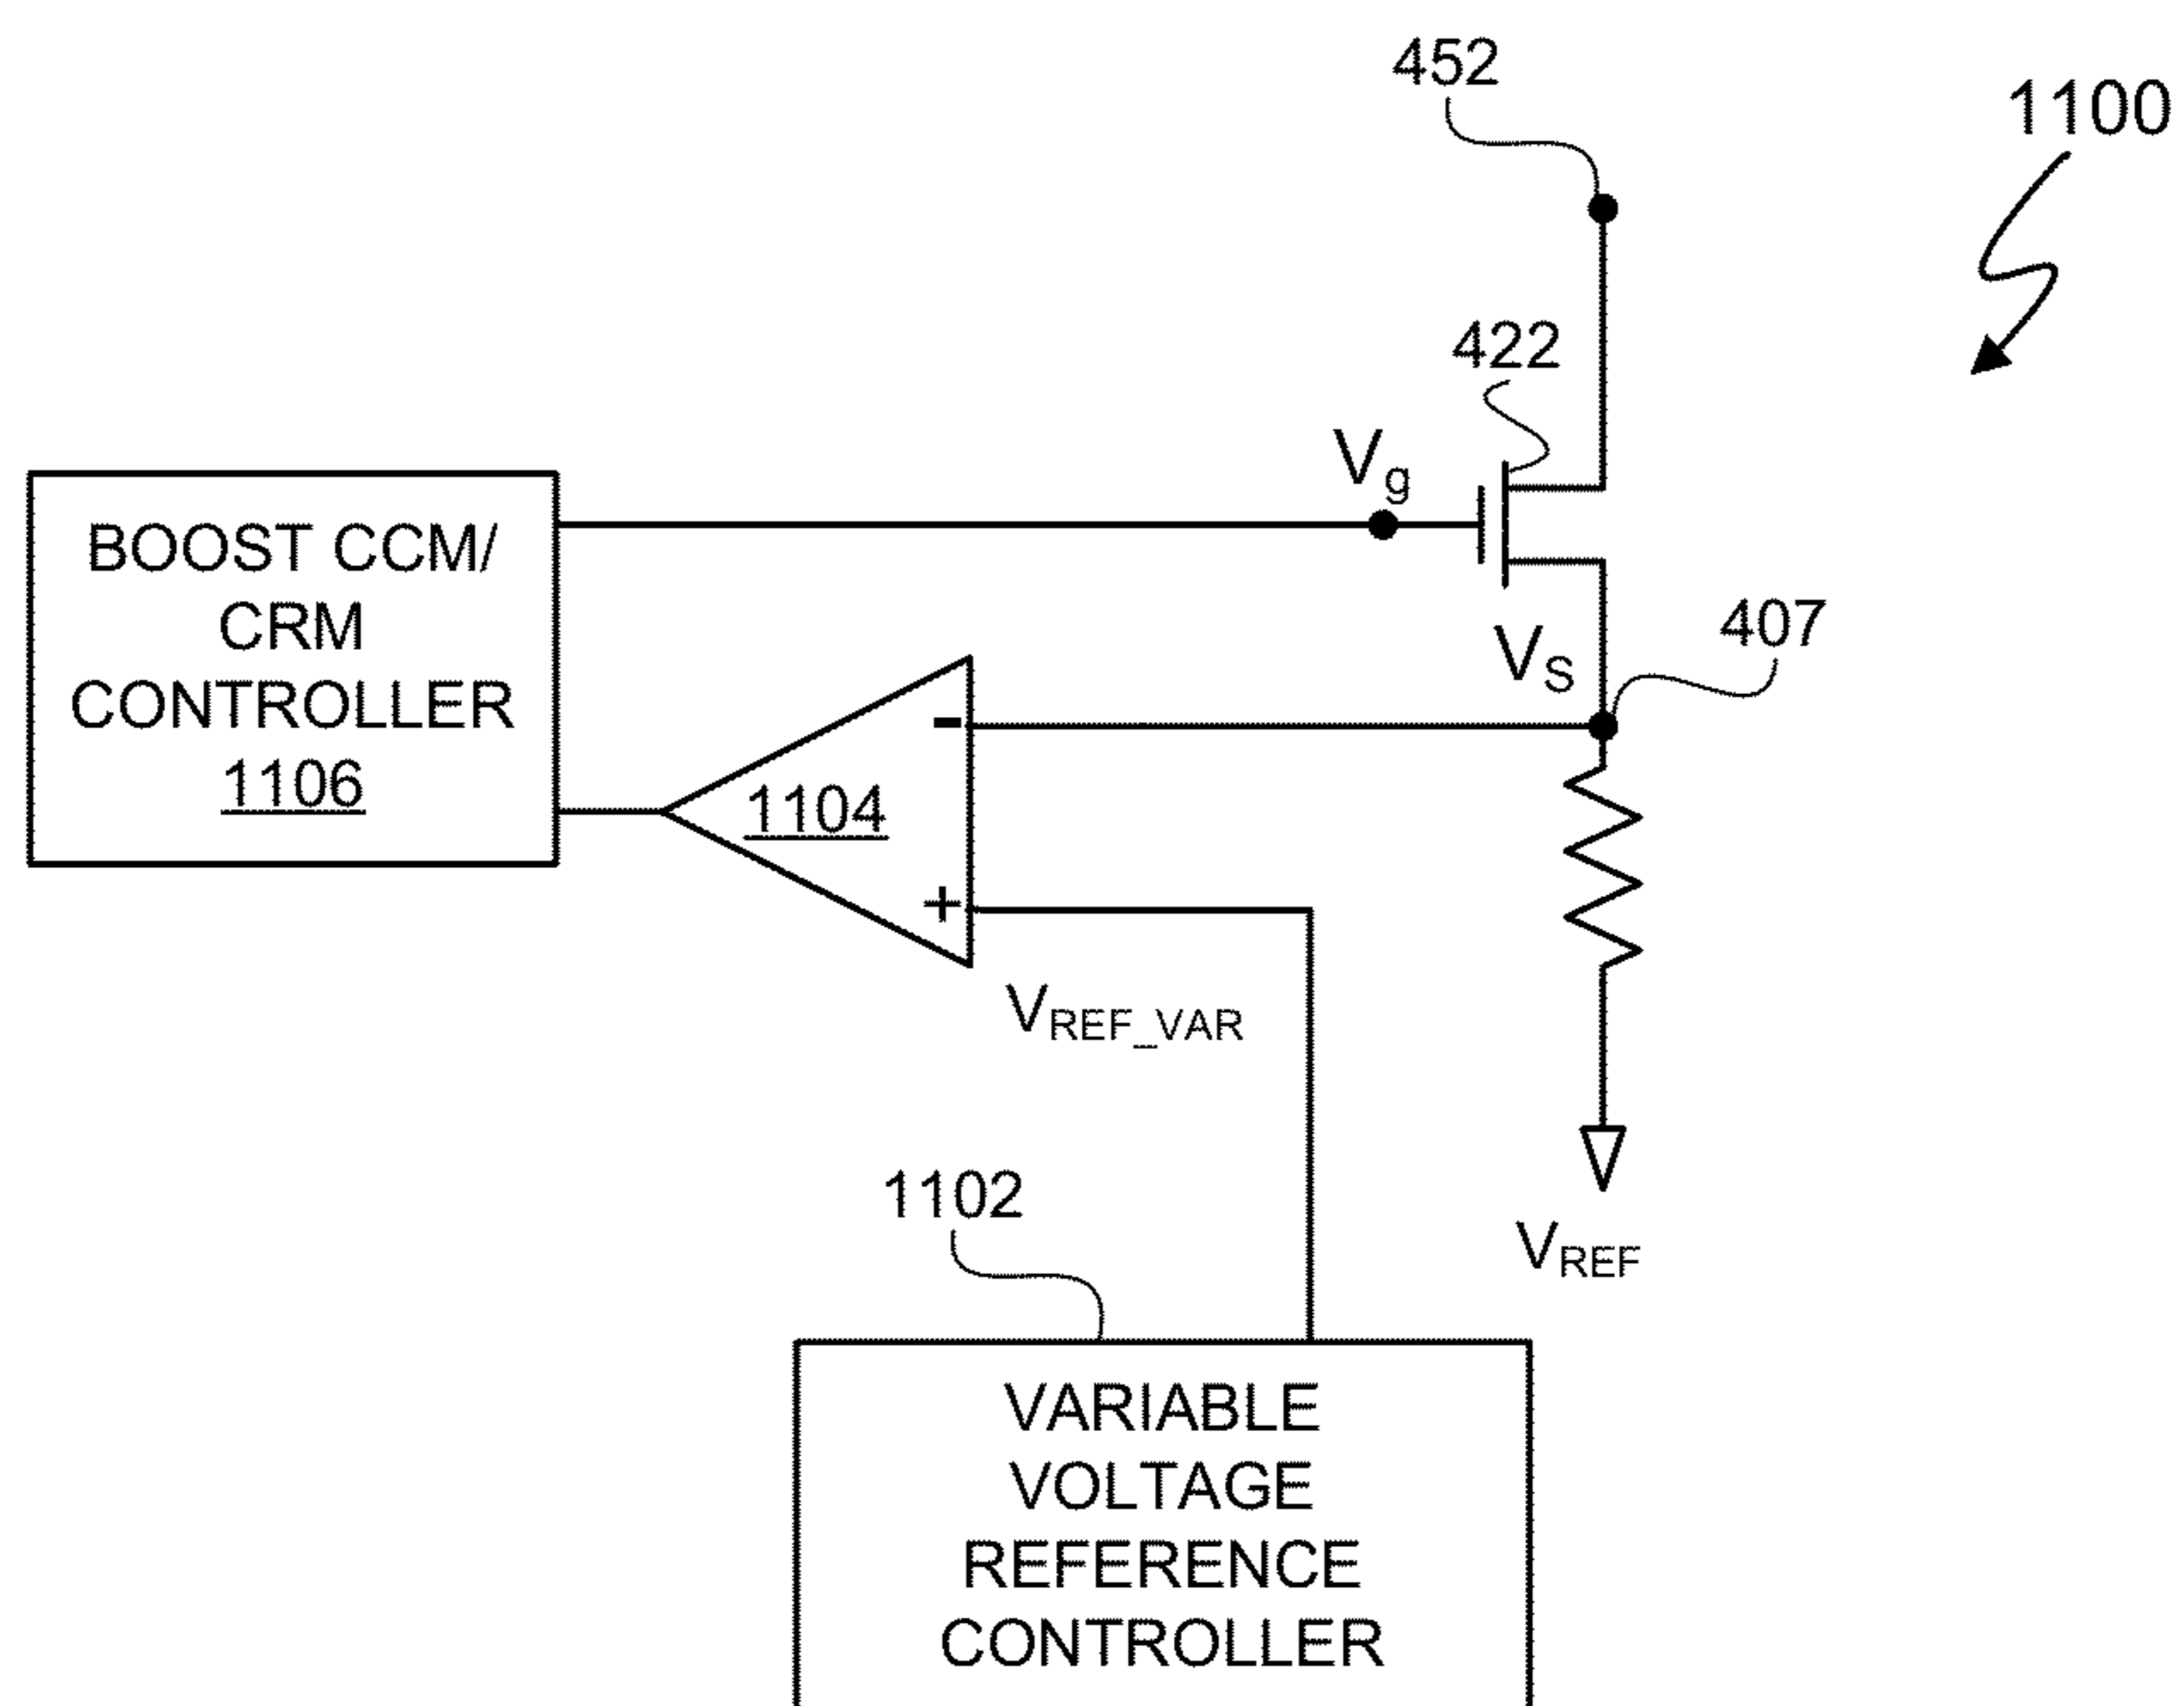 452
1100
422
Vg
BOOST CCM/
CRM
CONTROLLER
1106
VS
407
-
1104
+
VREF_VAR
1102
VREF
VARIABLE
VOLTAGE
REFERENCE
CONTROLLER